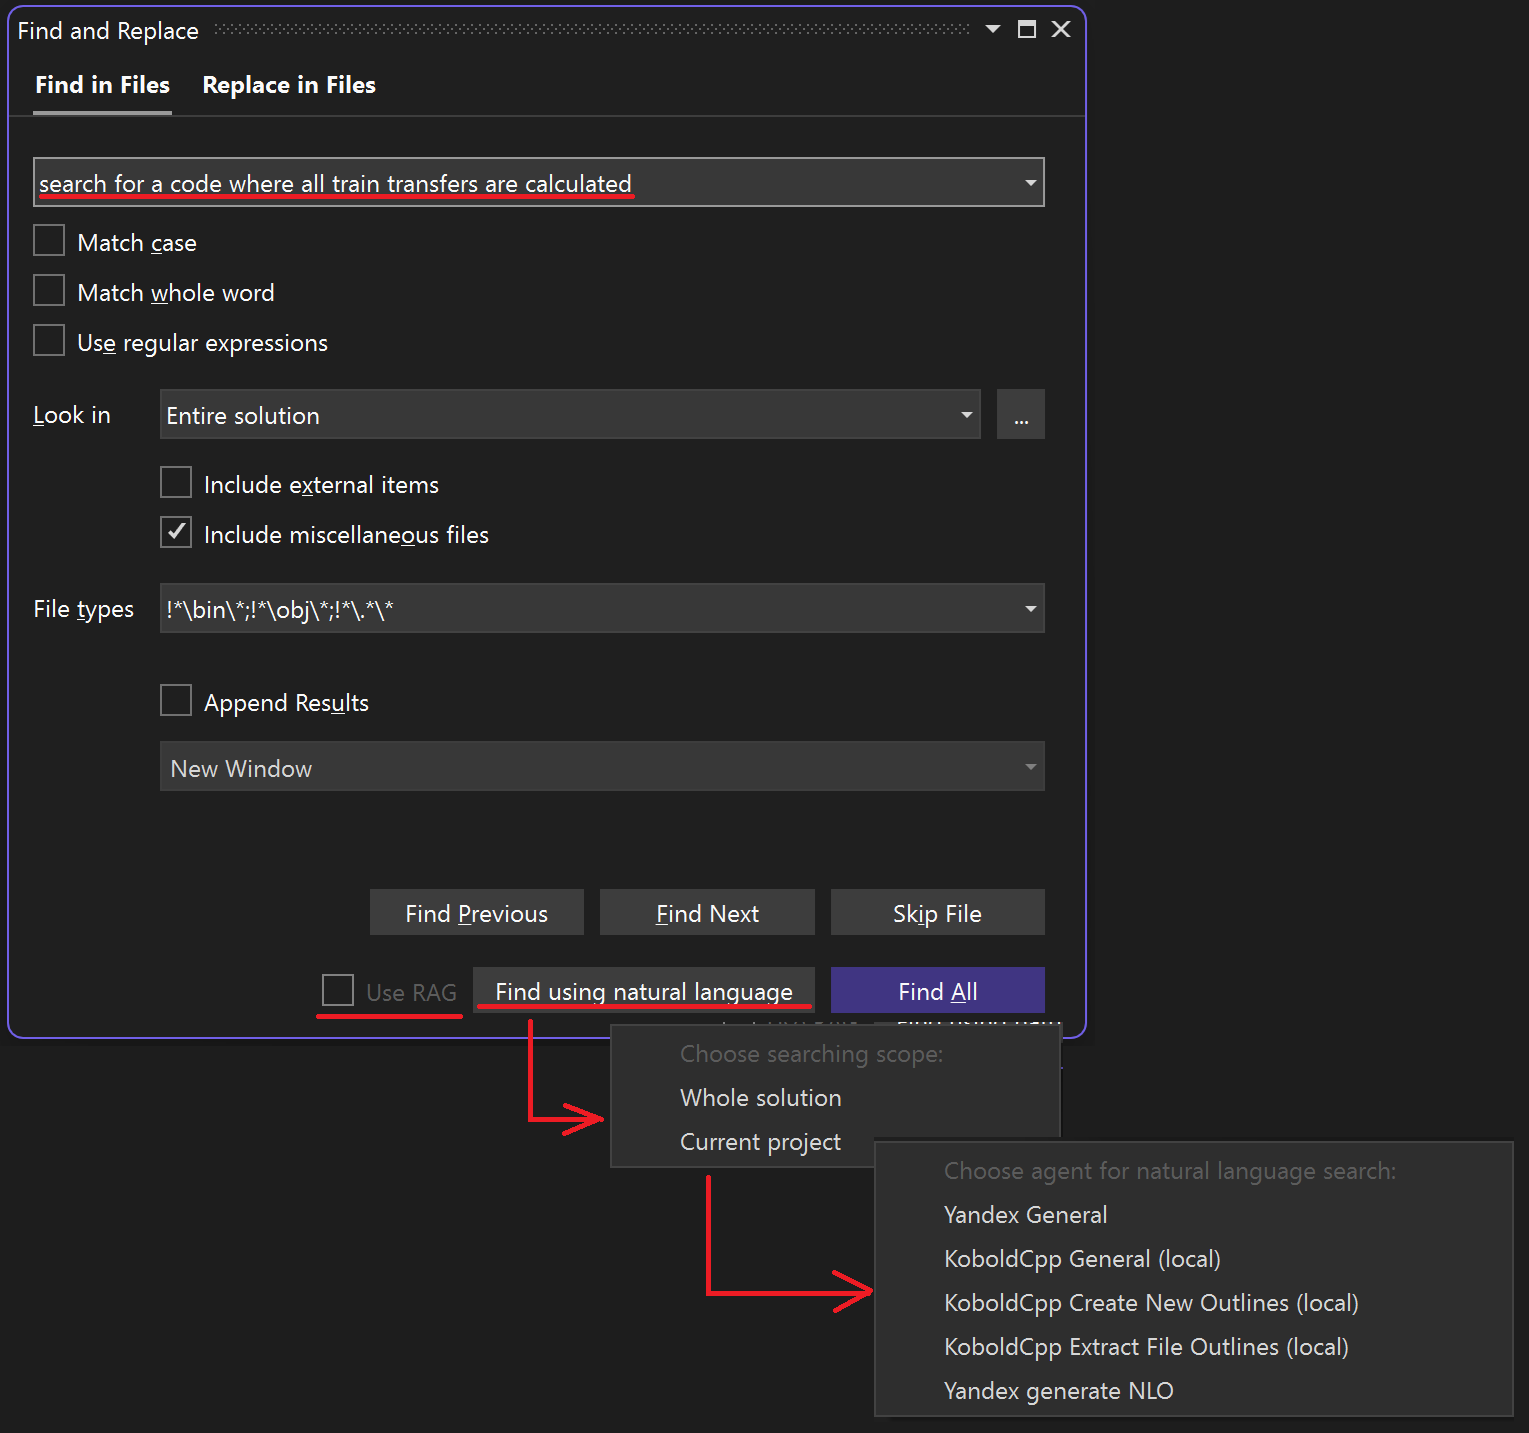 Find and Replace
Find in Files
Replace in Files
search for a code where all train transfers are calculated
Match case
Match whole word
Use regular expressions
Look in
Entire solution
...
Include external items
Include miscellaneous files
File types
!*\bin\*;!*\obj\*;!*\.*\*
Append Results
New Window
Find Previous
Find Next
Skip File
Use RAG
Find using natural language
Find All
Choose searching scope:
Whole solution
Current project
Choose agent for natural language search:
Yandex General
KoboldCpp General (local)
KoboldCpp Create New Outlines (local)
KoboldCpp Extract File Outlines (local)
Yandex generate NLO